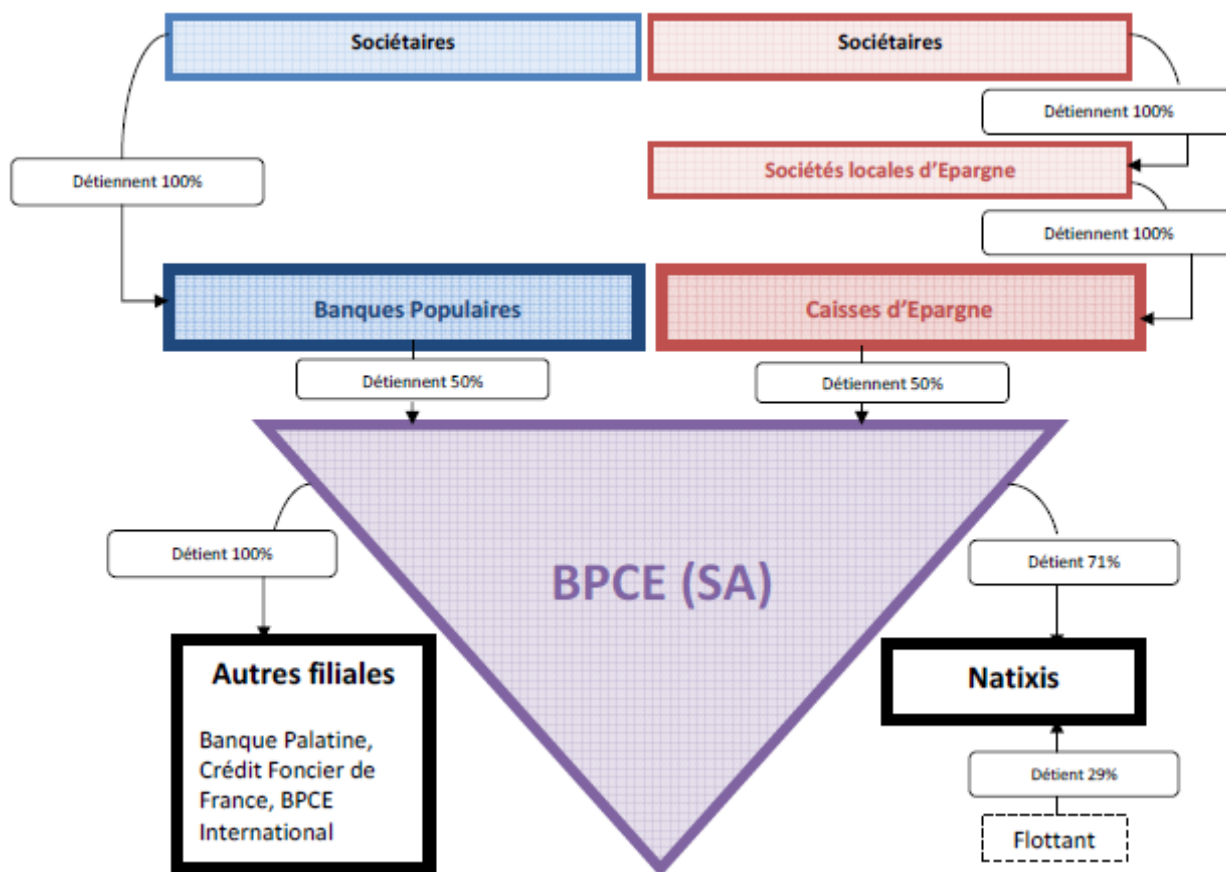 Sociétaires
Sociétaires
Détiennent 100%
Détiennent 100%
Sociétés locales d'Epargne
Détiennent 100%
Banques Populaires
Caisses d'Epargne
Détiennent 50%
Détiennent 50%
BPCE (SA)
Détient 100%
Détient 71%
Autres filiales
Banque Palatine,
Crédit Foncier de
France, BPCE
International
Natixis
Détient 29%
Flottant